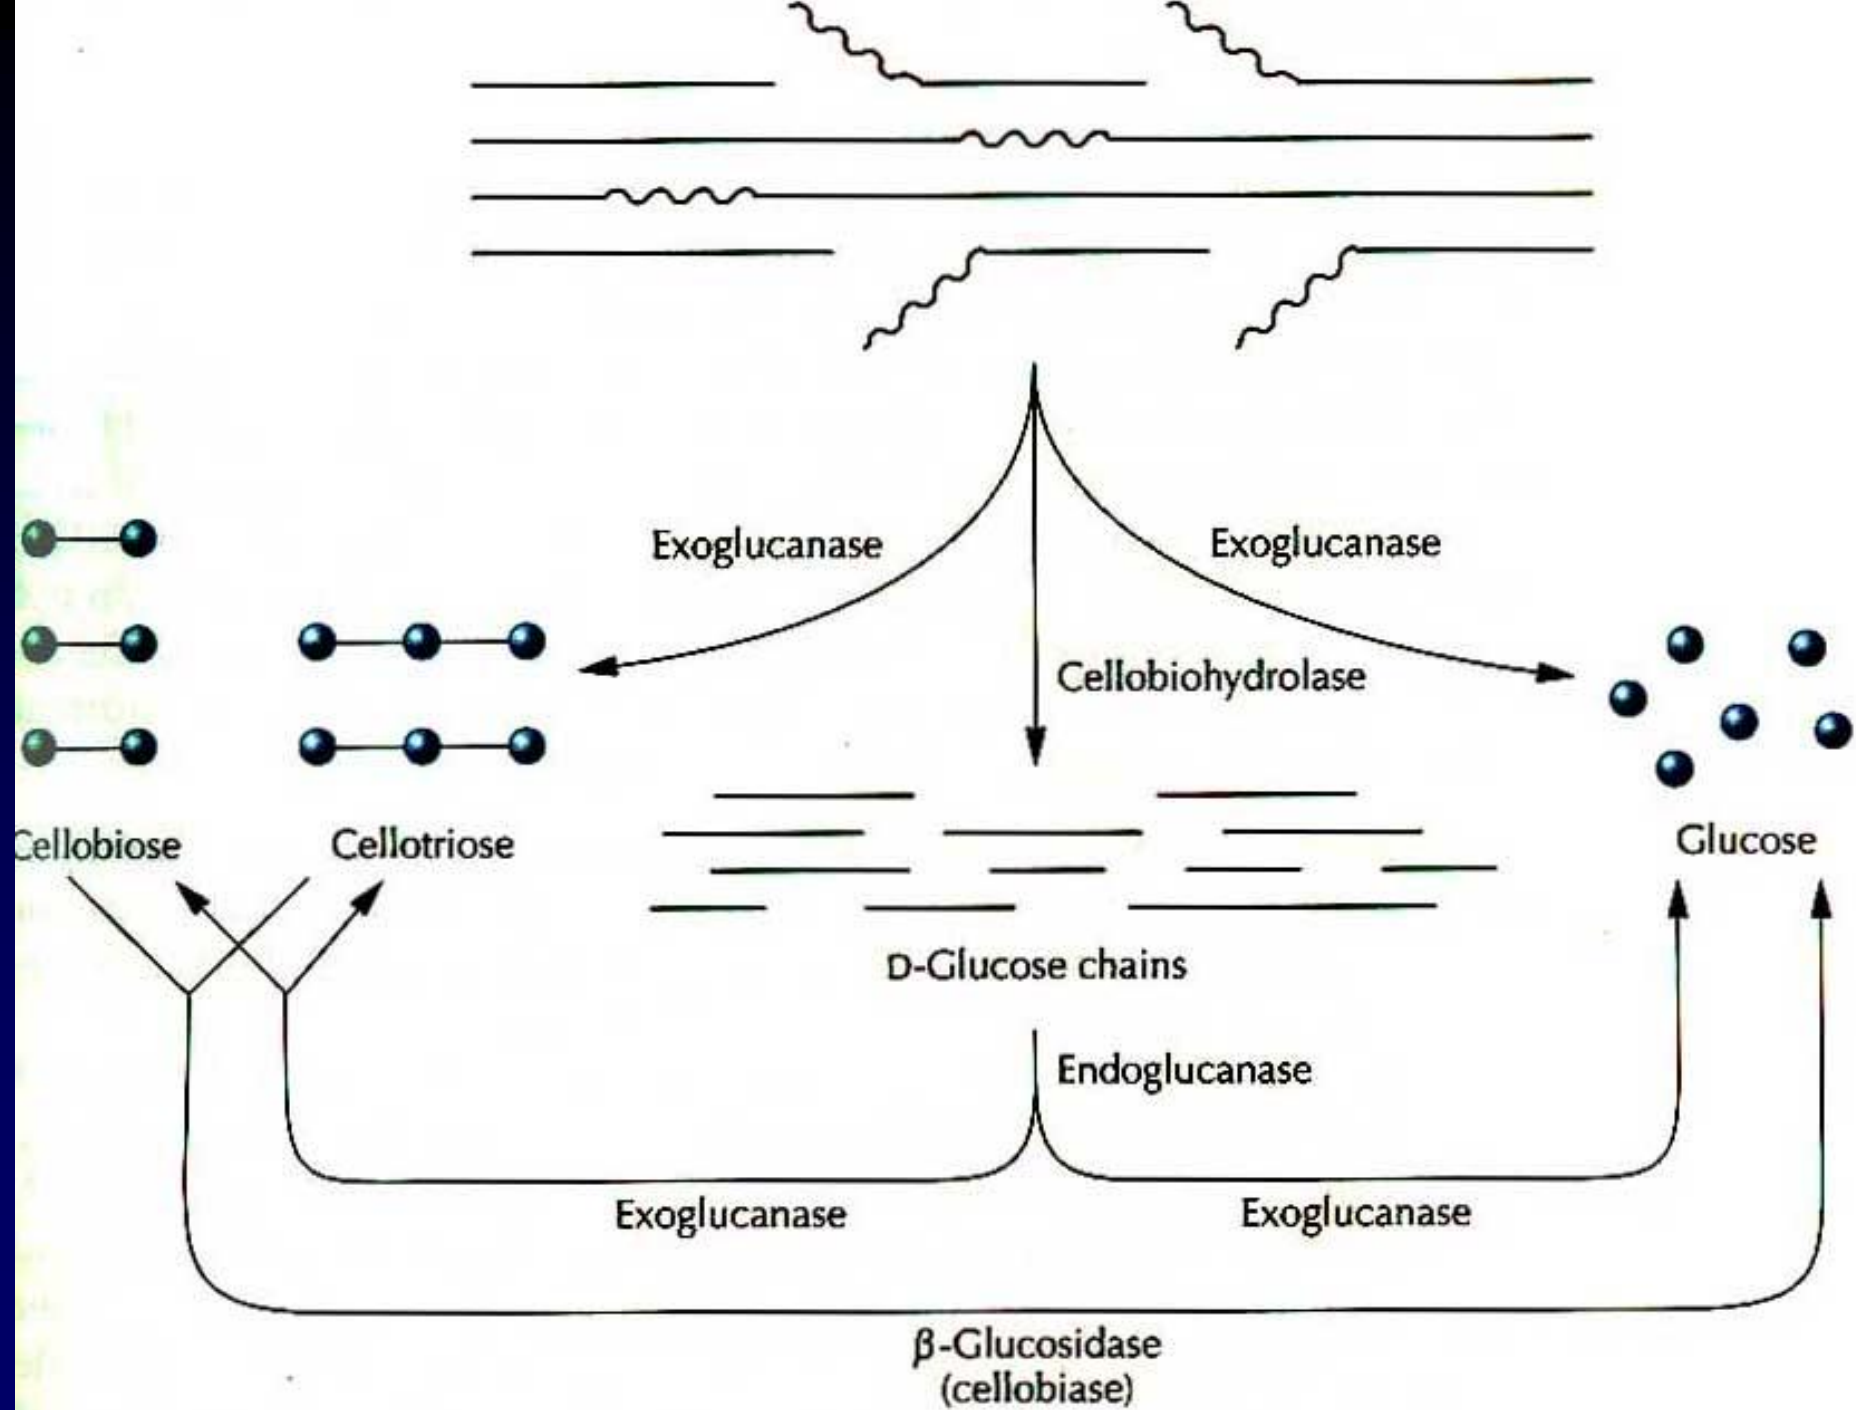 Exoglucanase
Exoglucanase
Cellobiohydrolase
Cellobiose
Cellotriose
Glucose
D-Glucose chains
Endoglucanase
Exoglucanase
Exoglucanase
β-Glucosidase
(cellobiase)